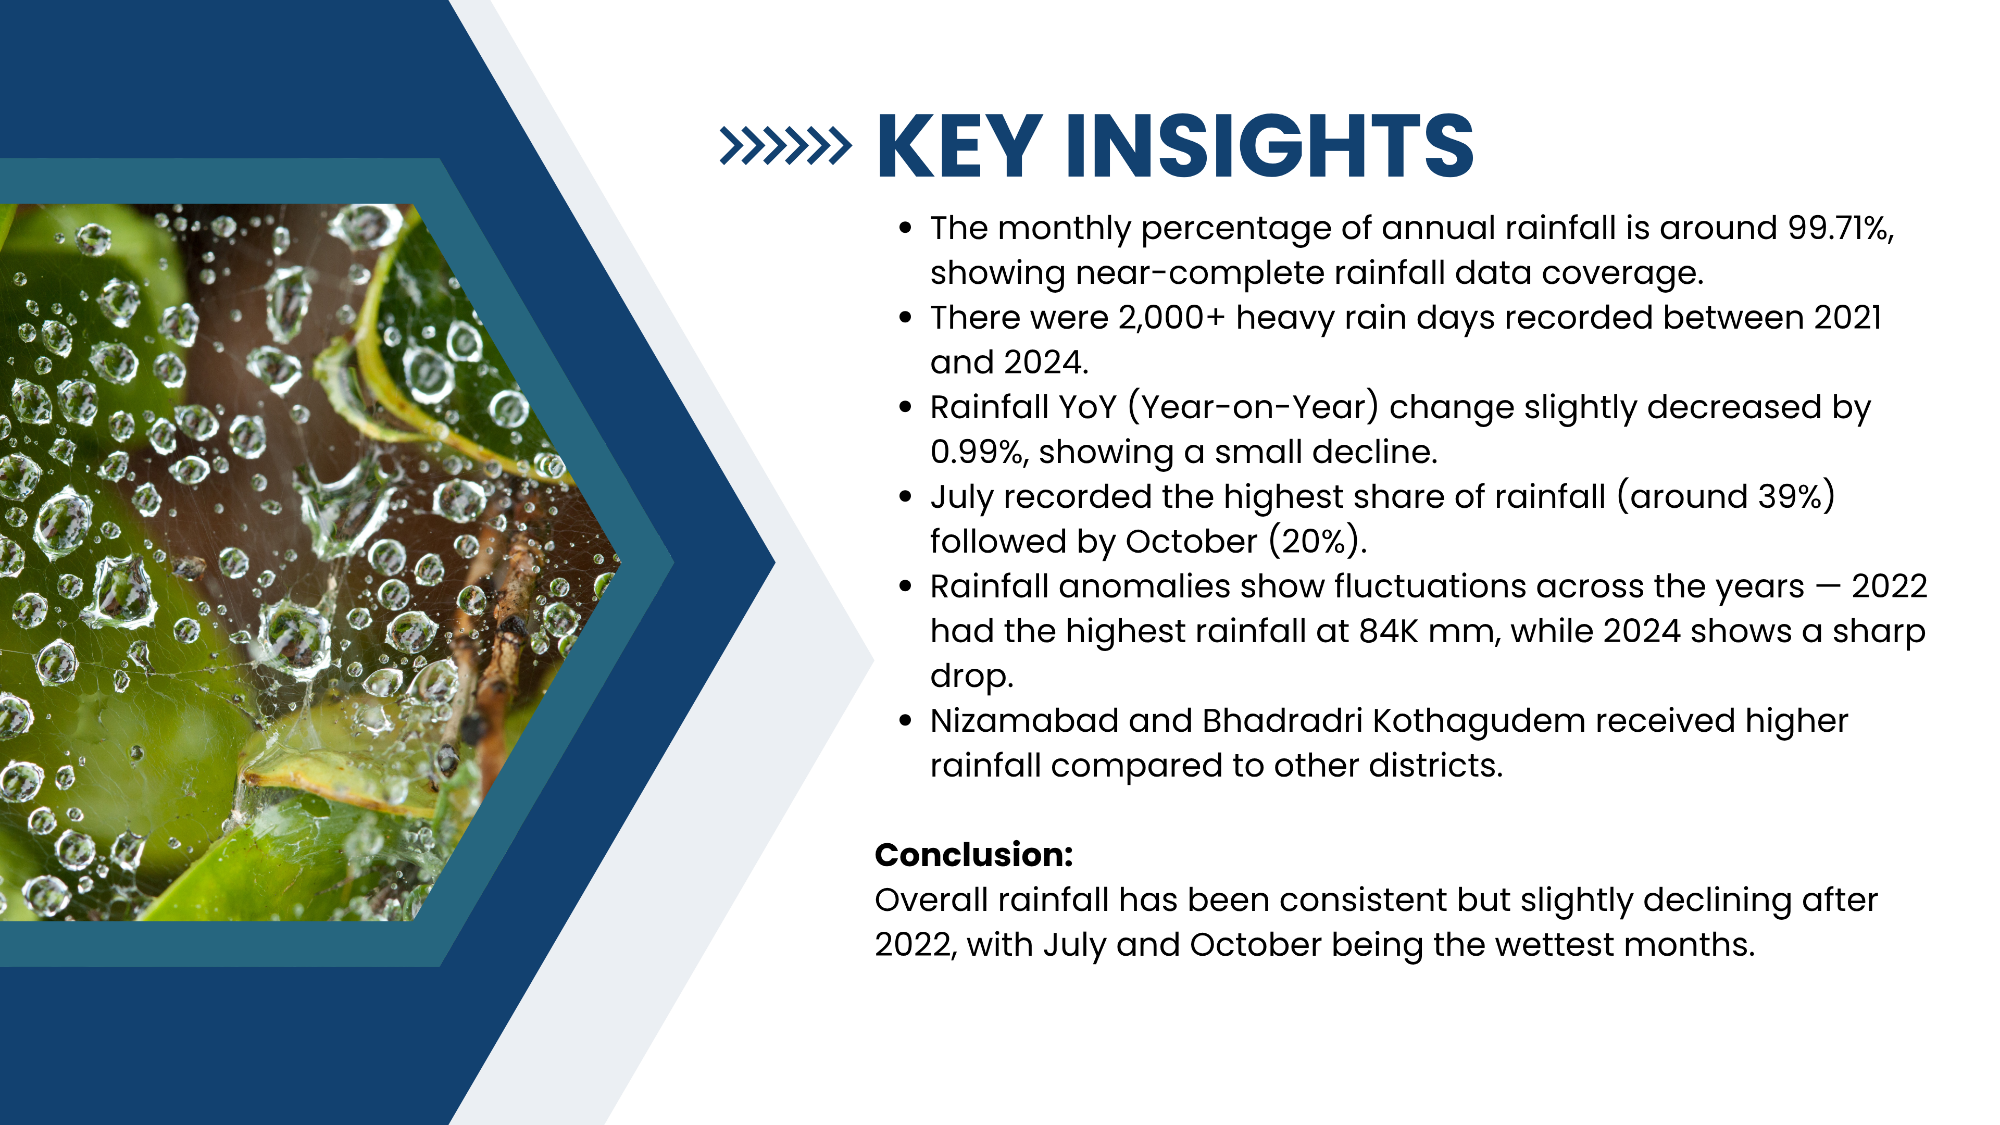 KEY INSIGHTS
• The monthly percentage of annual rainfall is around 99.71%,
showing near-complete rainfall data coverage.
• There were 2,000+ heavy rain days recorded between 2021
and 2024.
• Rainfall YoY (Year-on-Year) change slightly decreased by
0.99%, showing a small decline.
• July recorded the highest share of rainfall (around 39%)
followed by October (20%).
• Rainfall anomalies show fluctuations across the years — 2022
had the highest rainfall at 84K mm, while 2024 shows a sharp
drop.
• Nizamabad and Bhadradri Kothagudem received higher
rainfall compared to other districts.
Conclusion:
Overall rainfall has been consistent but slightly declining after
2022, with July and October being the wettest months.